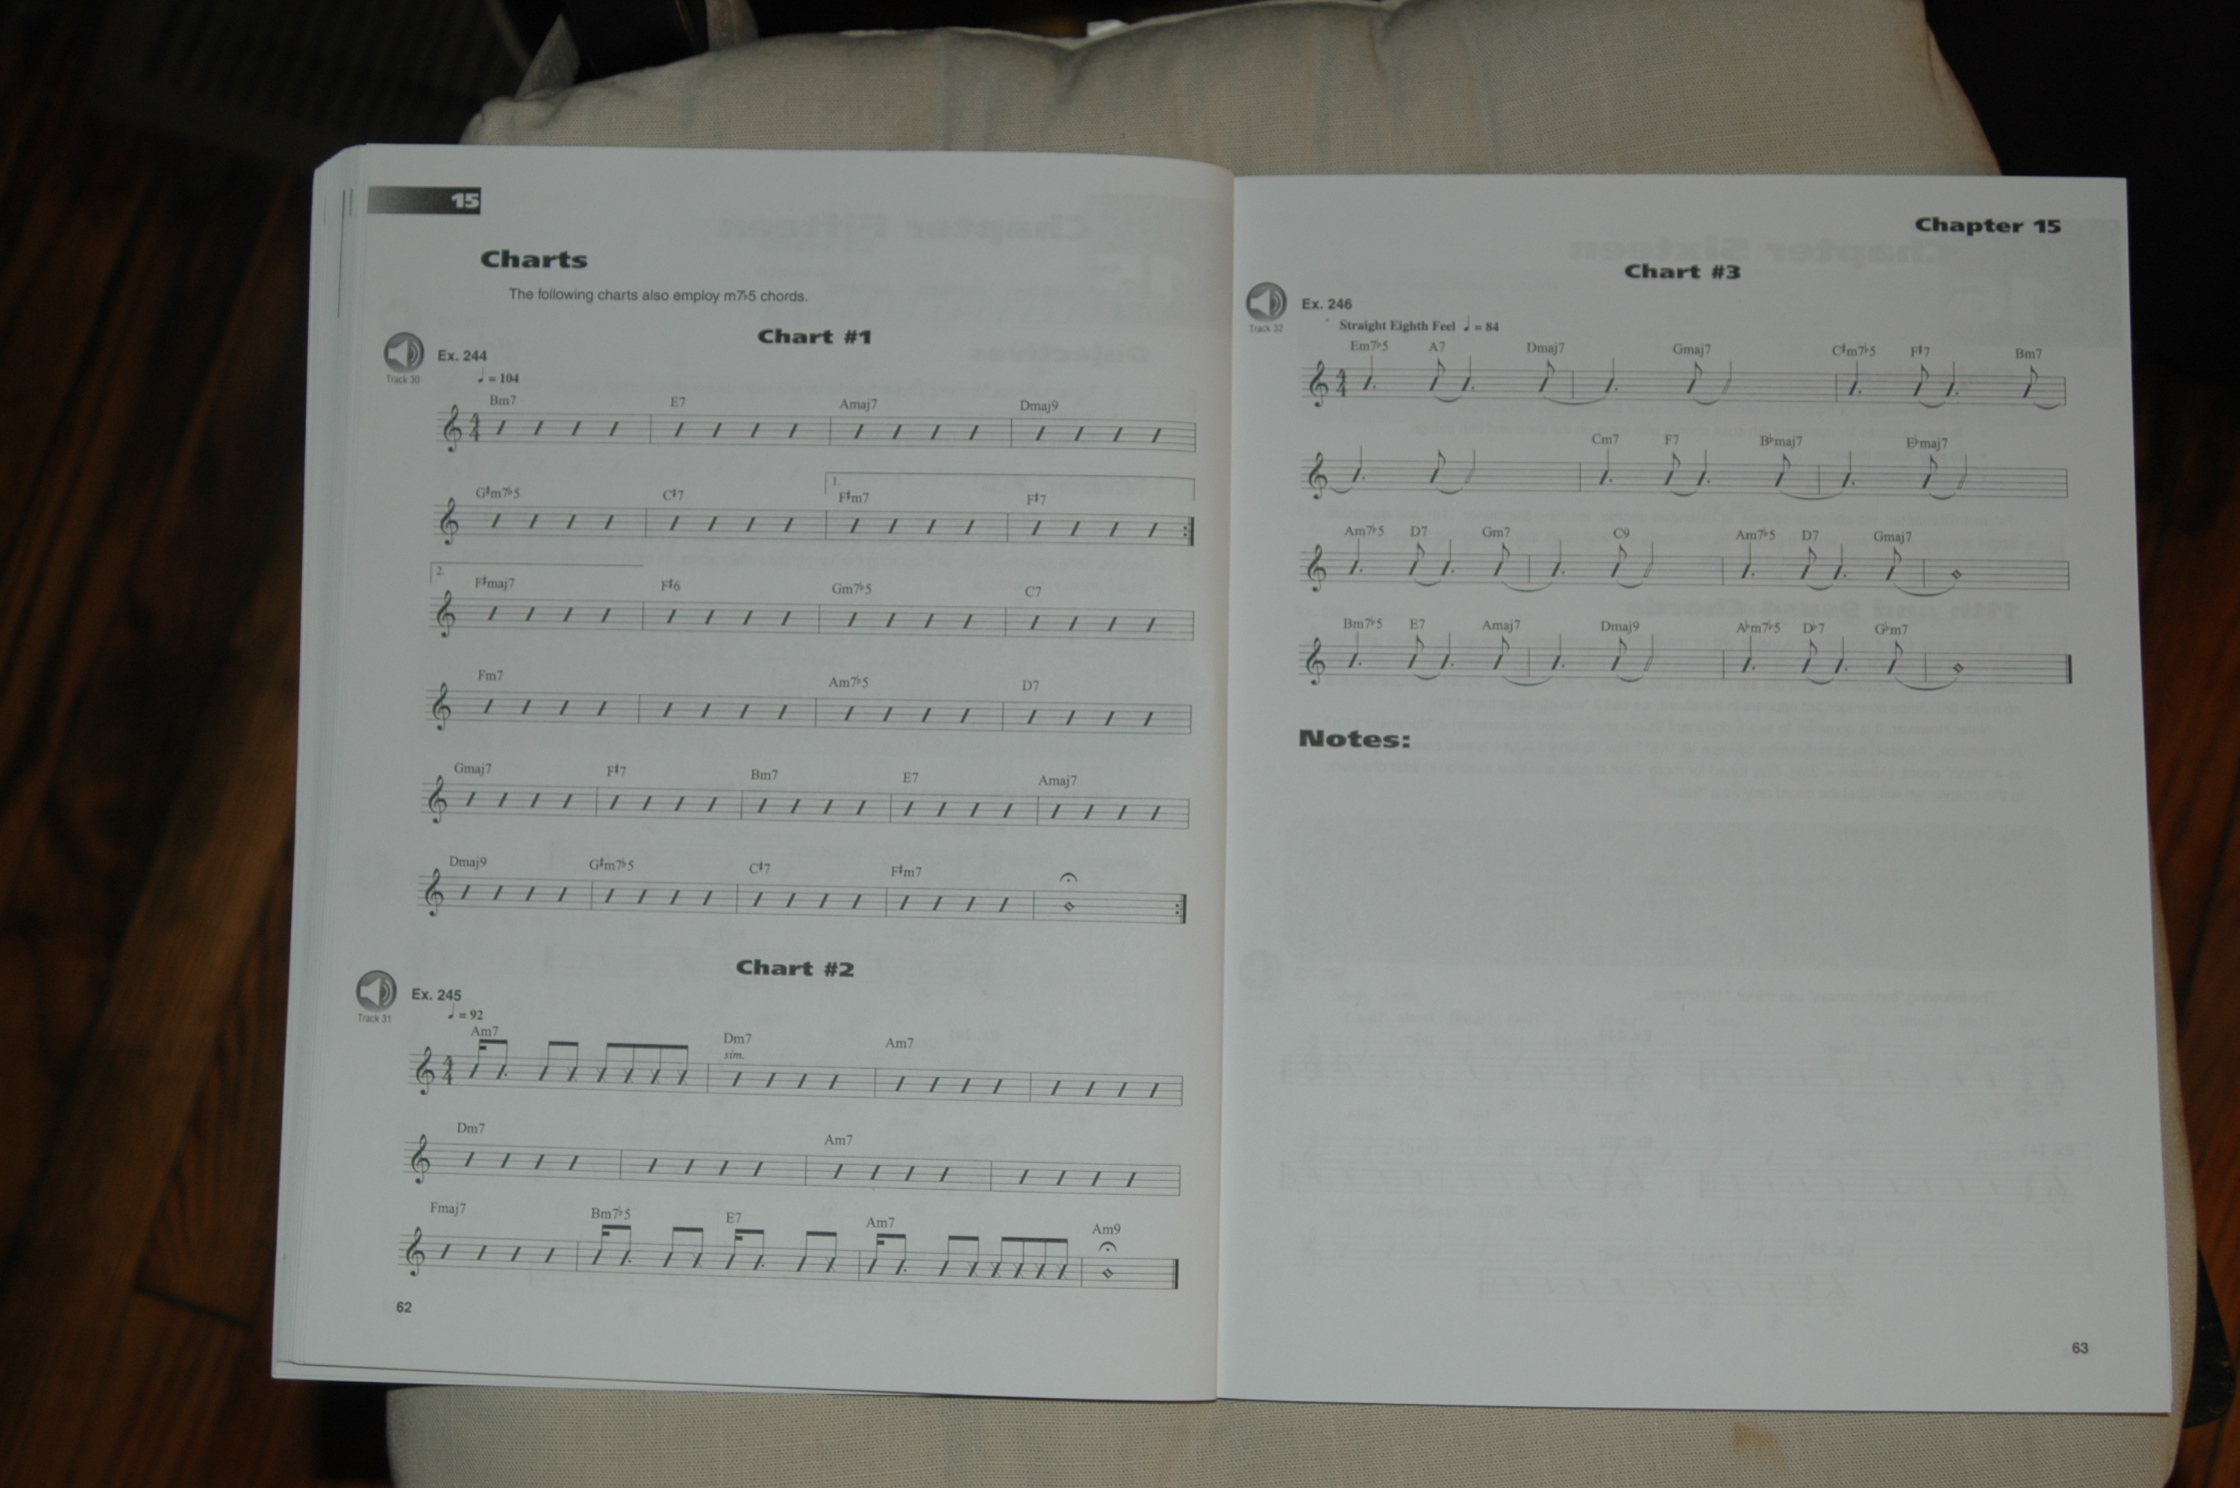 15
Charts
The following charts also employ m7♭5 chords.
Chart #1
Ex. 244
Track 30
♩ = 104
Bm7 E7 Amaj7 Dmaj9
G♯m7♭5 C♯7 1. F♯m7 F♯7
2. F♯maj7 F♯6 Gm7♭5 C7
Fm7 Am7♭5 D7
Gmaj7 F♯7 Bm7 E7 Amaj7
Dmaj9 G♯m7♭5 C♯7 F♯m7
Chart #2
Ex. 245
Track 31
♩ = 92
Am7 Dm7 Am7
sim.
Dm7 Am7
Fmaj7 Bm7♭5 E7 Am7 Am9
62
Chapter 15
Chart #3
Ex. 246
Track 32
Straight Eighth Feel ♩ = 84
Em7♭5 A7 Dmaj7 Gmaj7 C♯m7♭5 F♯7 Bm7
Cm7 F7 B♭maj7 E♭maj7
Am7♭5 D7 Gm7 C9 Am7♭5 D7 Gmaj7
Bm7♭5 E7 Amaj7 Dmaj9 A♭m7♭5 D♭7 G♭m7
Notes:
63